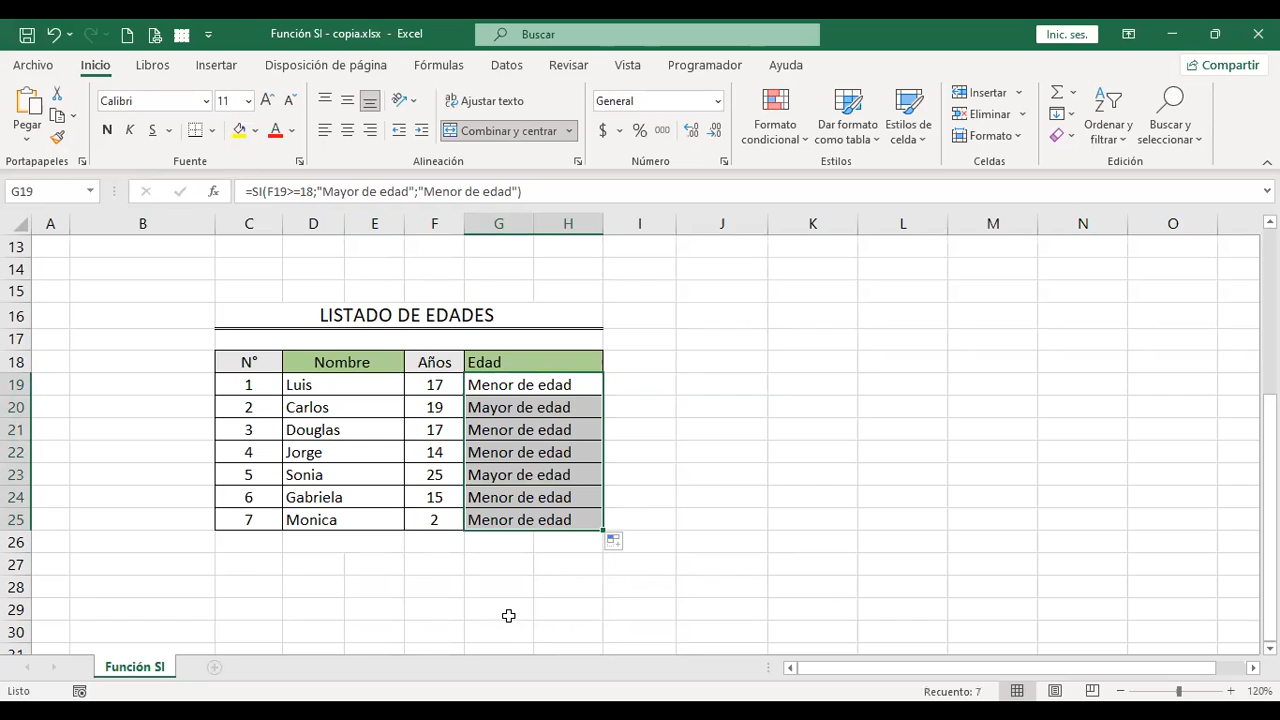 Función SI - copia.xlsx - Excel
Buscar
Inic. ses.
Archivo Inicio Libros Insertar Disposición de página Fórmulas Datos Revisar Vista Programador Ayuda
Compartir
Pegar
Portapapeles
Calibri 11
N K S
Fuente
Ajustar texto
Combinar y centrar
Alineación
General
$ % 000
Número
Formato condicional
Dar formato como tabla
Estilos de celda
Estilos
Insertar
Eliminar
Formato
Celdas
Ordenar y filtrar
Buscar y seleccionar
Edición
G19
fx
=SI(F19>=18;"Mayor de edad";"Menor de edad")
A B C D E F G H I J K L M N O
13
14
15
16 LISTADO DE EDADES
17
18 N° Nombre Años Edad
19 1 Luis 17 Menor de edad
20 2 Carlos 19 Mayor de edad
21 3 Douglas 17 Menor de edad
22 4 Jorge 14 Menor de edad
23 5 Sonia 25 Mayor de edad
24 6 Gabriela 15 Menor de edad
25 7 Monica 2 Menor de edad
26
27
28
29
30
31
Función SI
Listo
Recuento: 7
120%